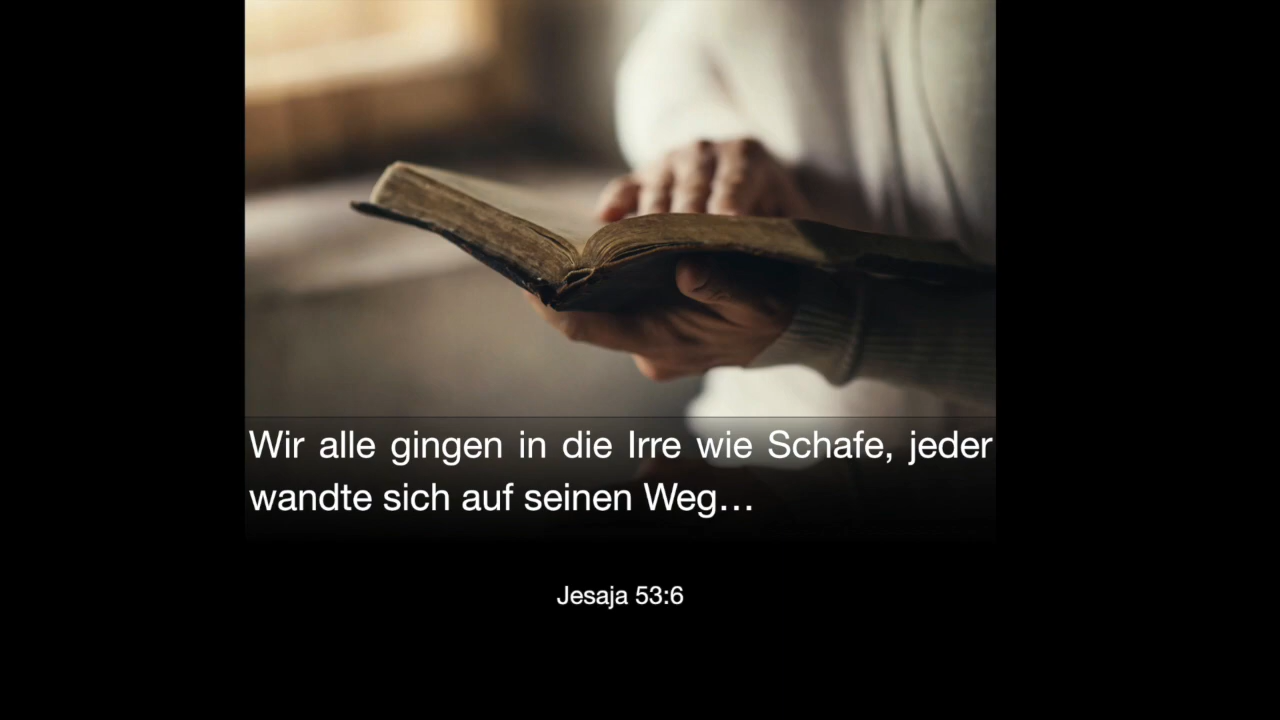 Wir alle gingen in die Irre wie Schafe, jeder
wandte sich auf seinen Weg…
Jesaja 53:6